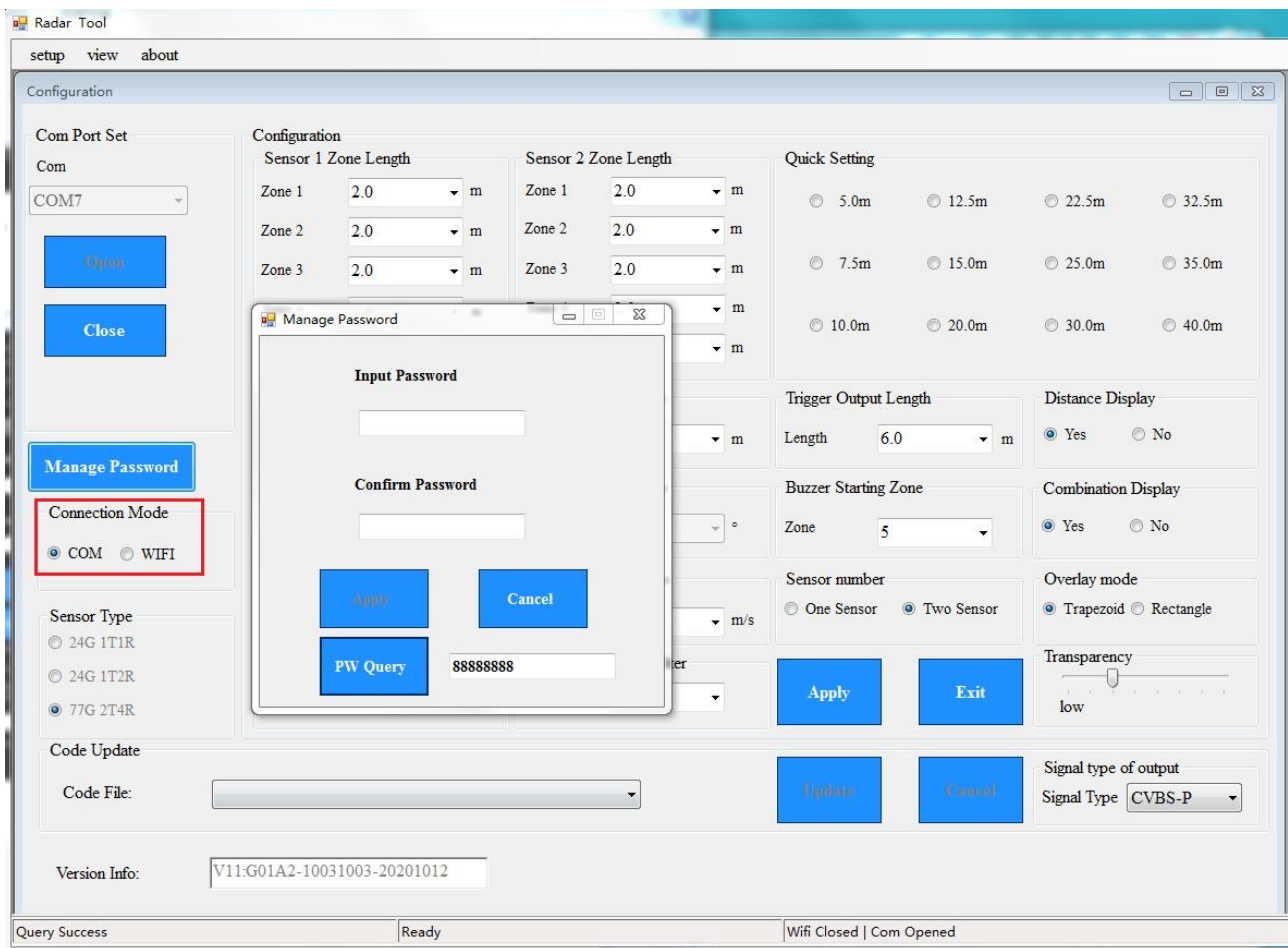 Radar Tool
setup view about
Configuration
Com Port Set
Com
COM7
Open
Close
Manage Password
Connection Mode
COM WIFI
Sensor Type
24G 1T1R
24G 1T2R
77G 2T4R
Configuration
Sensor 1 Zone Length
Zone 1 2.0 m
Zone 2 2.0 m
Zone 3 2.0 m
m
Sensor 2 Zone Length
Zone 1 2.0 m
Zone 2 2.0 m
Zone 3 2.0 m
m
m
Quick Setting
5.0m 12.5m 22.5m 32.5m
7.5m 15.0m 25.0m 35.0m
10.0m 20.0m 30.0m 40.0m
Manage Password
Input Password
Confirm Password
Apply Cancel
PW Query 88888888
m
°
m/s
Trigger Output Length
Length 6.0 m
Distance Display
Yes No
Buzzer Starting Zone
Zone 5
Combination Display
Yes No
Sensor number
One Sensor Two Sensor
Overlay mode
Trapezoid Rectangle
Apply Exit
Transparency
low
Code Update
Code File:
Update Cancel
Signal type of output
Signal Type CVBS-P
Version Info: V11:G01A2-10031003-20201012
Query Success Ready Wifi Closed | Com Opened